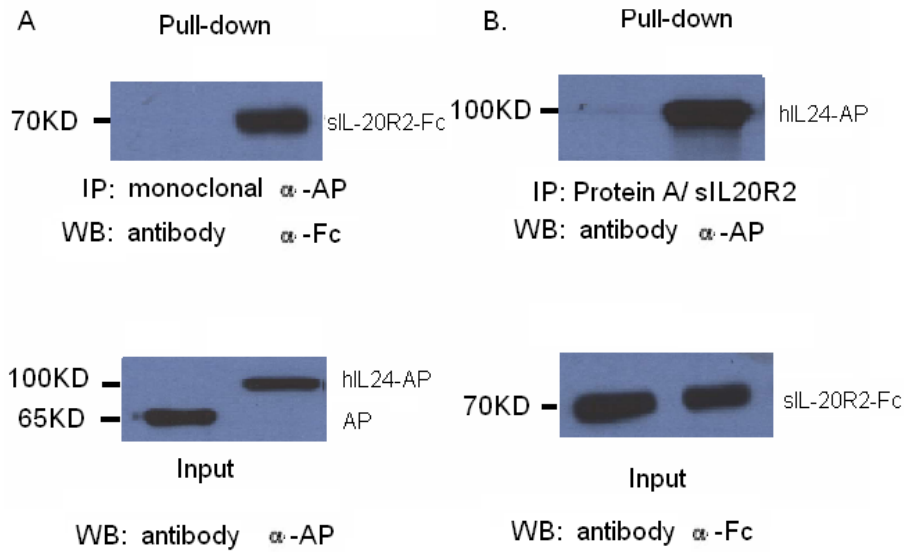 A
Pull-down
70KD
sIL-20R2-Fc
IP: monoclonal α-AP
WB: antibody α-Fc
100KD
hIL24-AP
65KD
AP
Input
WB: antibody α-AP
B.
Pull-down
100KD
hIL24-AP
IP: Protein A/ sIL20R2
WB: antibody α-AP
70KD
sIL-20R2-Fc
Input
WB: antibody α-Fc